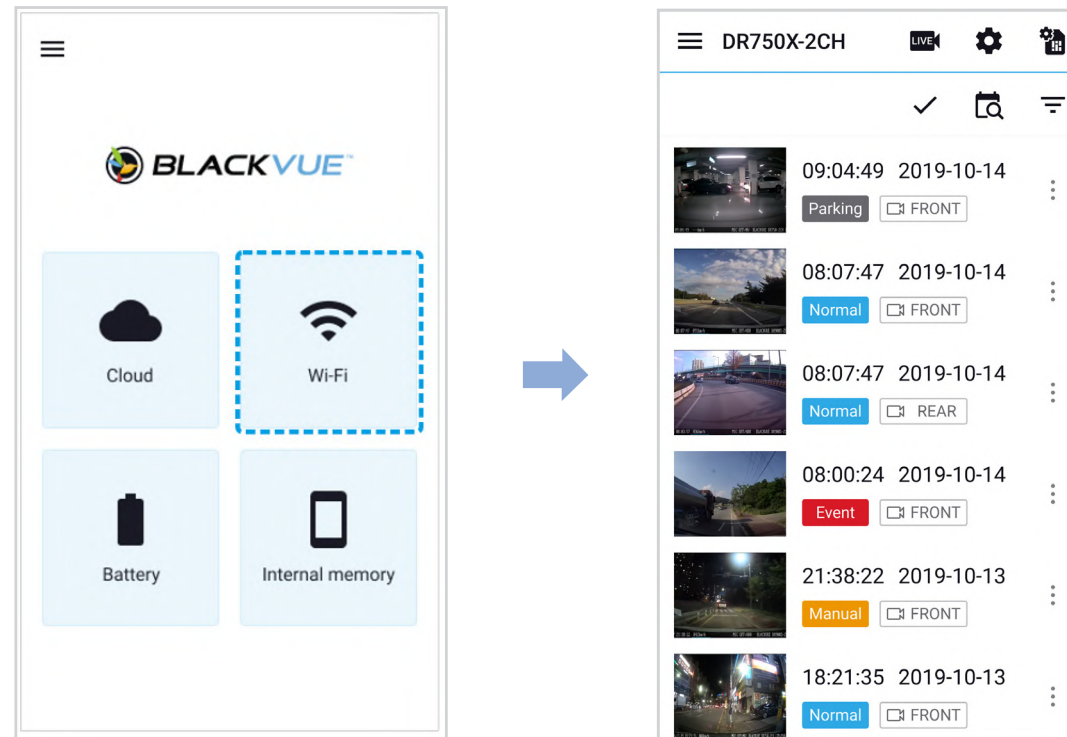 BLACKVUE™
Cloud
Wi-Fi
Battery
Internal memory
DR750X-2CH
LIVE
09:04:49 2019-10-14
Parking FRONT
08:07:47 2019-10-14
Normal FRONT
08:07:47 2019-10-14
Normal REAR
08:00:24 2019-10-14
Event FRONT
21:38:22 2019-10-13
Manual FRONT
18:21:35 2019-10-13
Normal FRONT